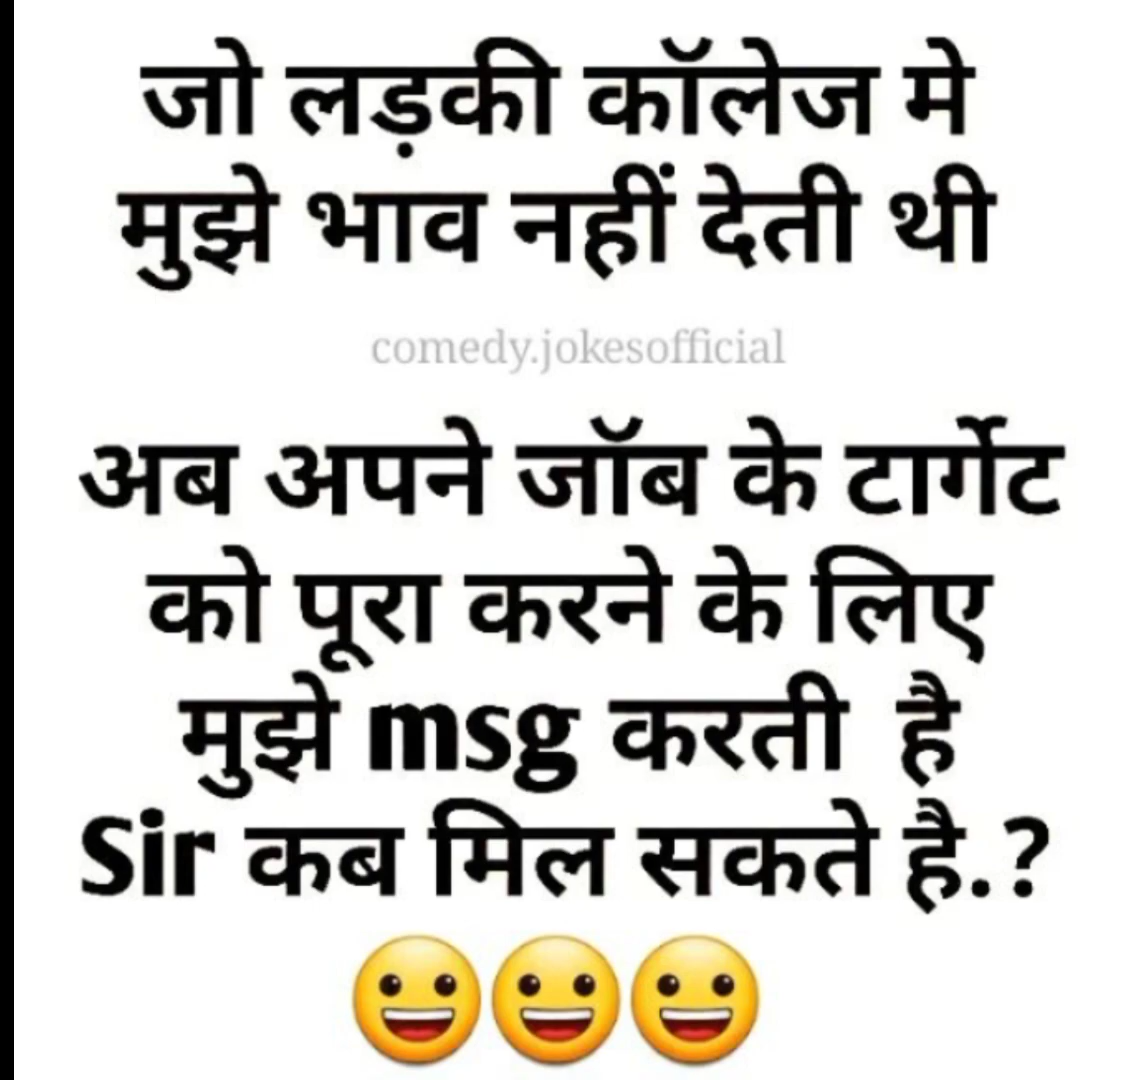 जो लड़की कॉलेज मे
मुझे भाव नहीं देती थी
comedy.jokesofficial
अब अपने जॉब के टार्गेट
को पूरा करने के लिए
मुझे msg करती है
Sir कब मिल सकते है.?